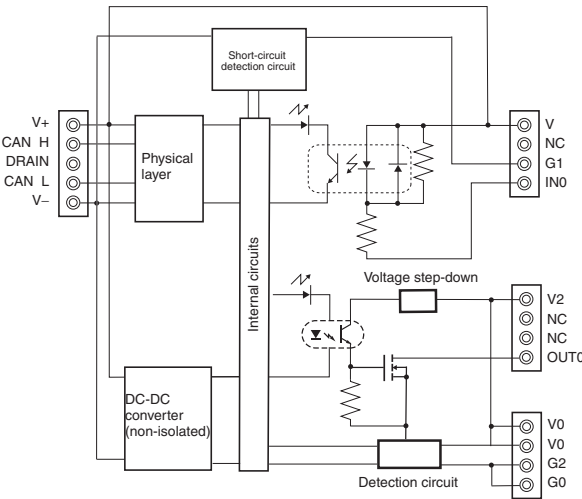 Short-circuit
detection circuit
V+
CAN H
DRAIN
CAN L
V–
Physical
layer
V
NC
G1
IN0
Internal circuits
Voltage step-down
V2
NC
NC
OUT0
DC-DC
converter
(non-isolated)
V0
V0
G2
G0
Detection circuit